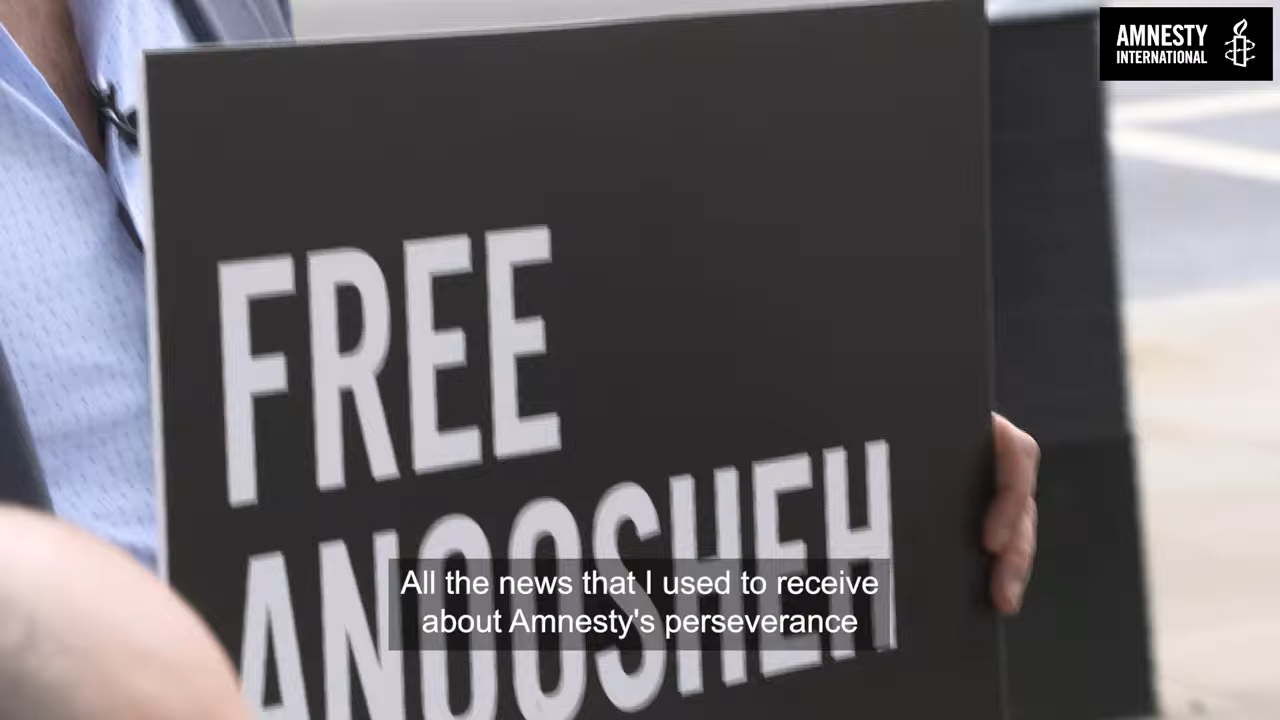 AMNESTY
INTERNATIONAL
FREE
ANOOSHEH
All the news that I used to receive
about Amnesty's perseverance